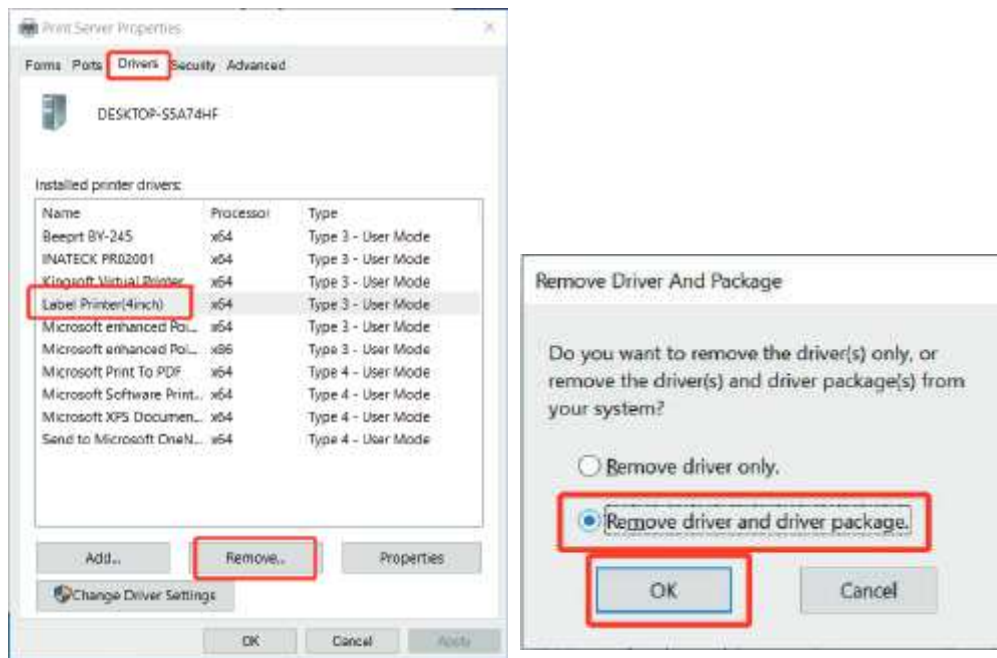 Print Server Properties
Forms Ports Drivers Security Advanced
DESKTOP-S5A74HF
Installed printer drivers:
Name Processor Type
Beeprt BY-245 x64 Type 3 - User Mode
INATECK PR02001 x64 Type 3 - User Mode
Kingsoft Virtual Printer x64 Type 3 - User Mode
Label Printer(4inch) x64 Type 3 - User Mode
Microsoft enhanced Poi... x64 Type 3 - User Mode
Microsoft enhanced Poi... x86 Type 3 - User Mode
Microsoft Print To PDF x64 Type 4 - User Mode
Microsoft Software Print... x64 Type 4 - User Mode
Microsoft XPS Documen... x64 Type 4 - User Mode
Send to Microsoft OneN... x64 Type 4 - User Mode
Add... Remove... Properties
Change Driver Settings
OK Cancel Apply
Remove Driver And Package
Do you want to remove the driver(s) only, or
remove the driver(s) and driver package(s) from
your system?
Remove driver only.
Remove driver and driver package.
OK Cancel